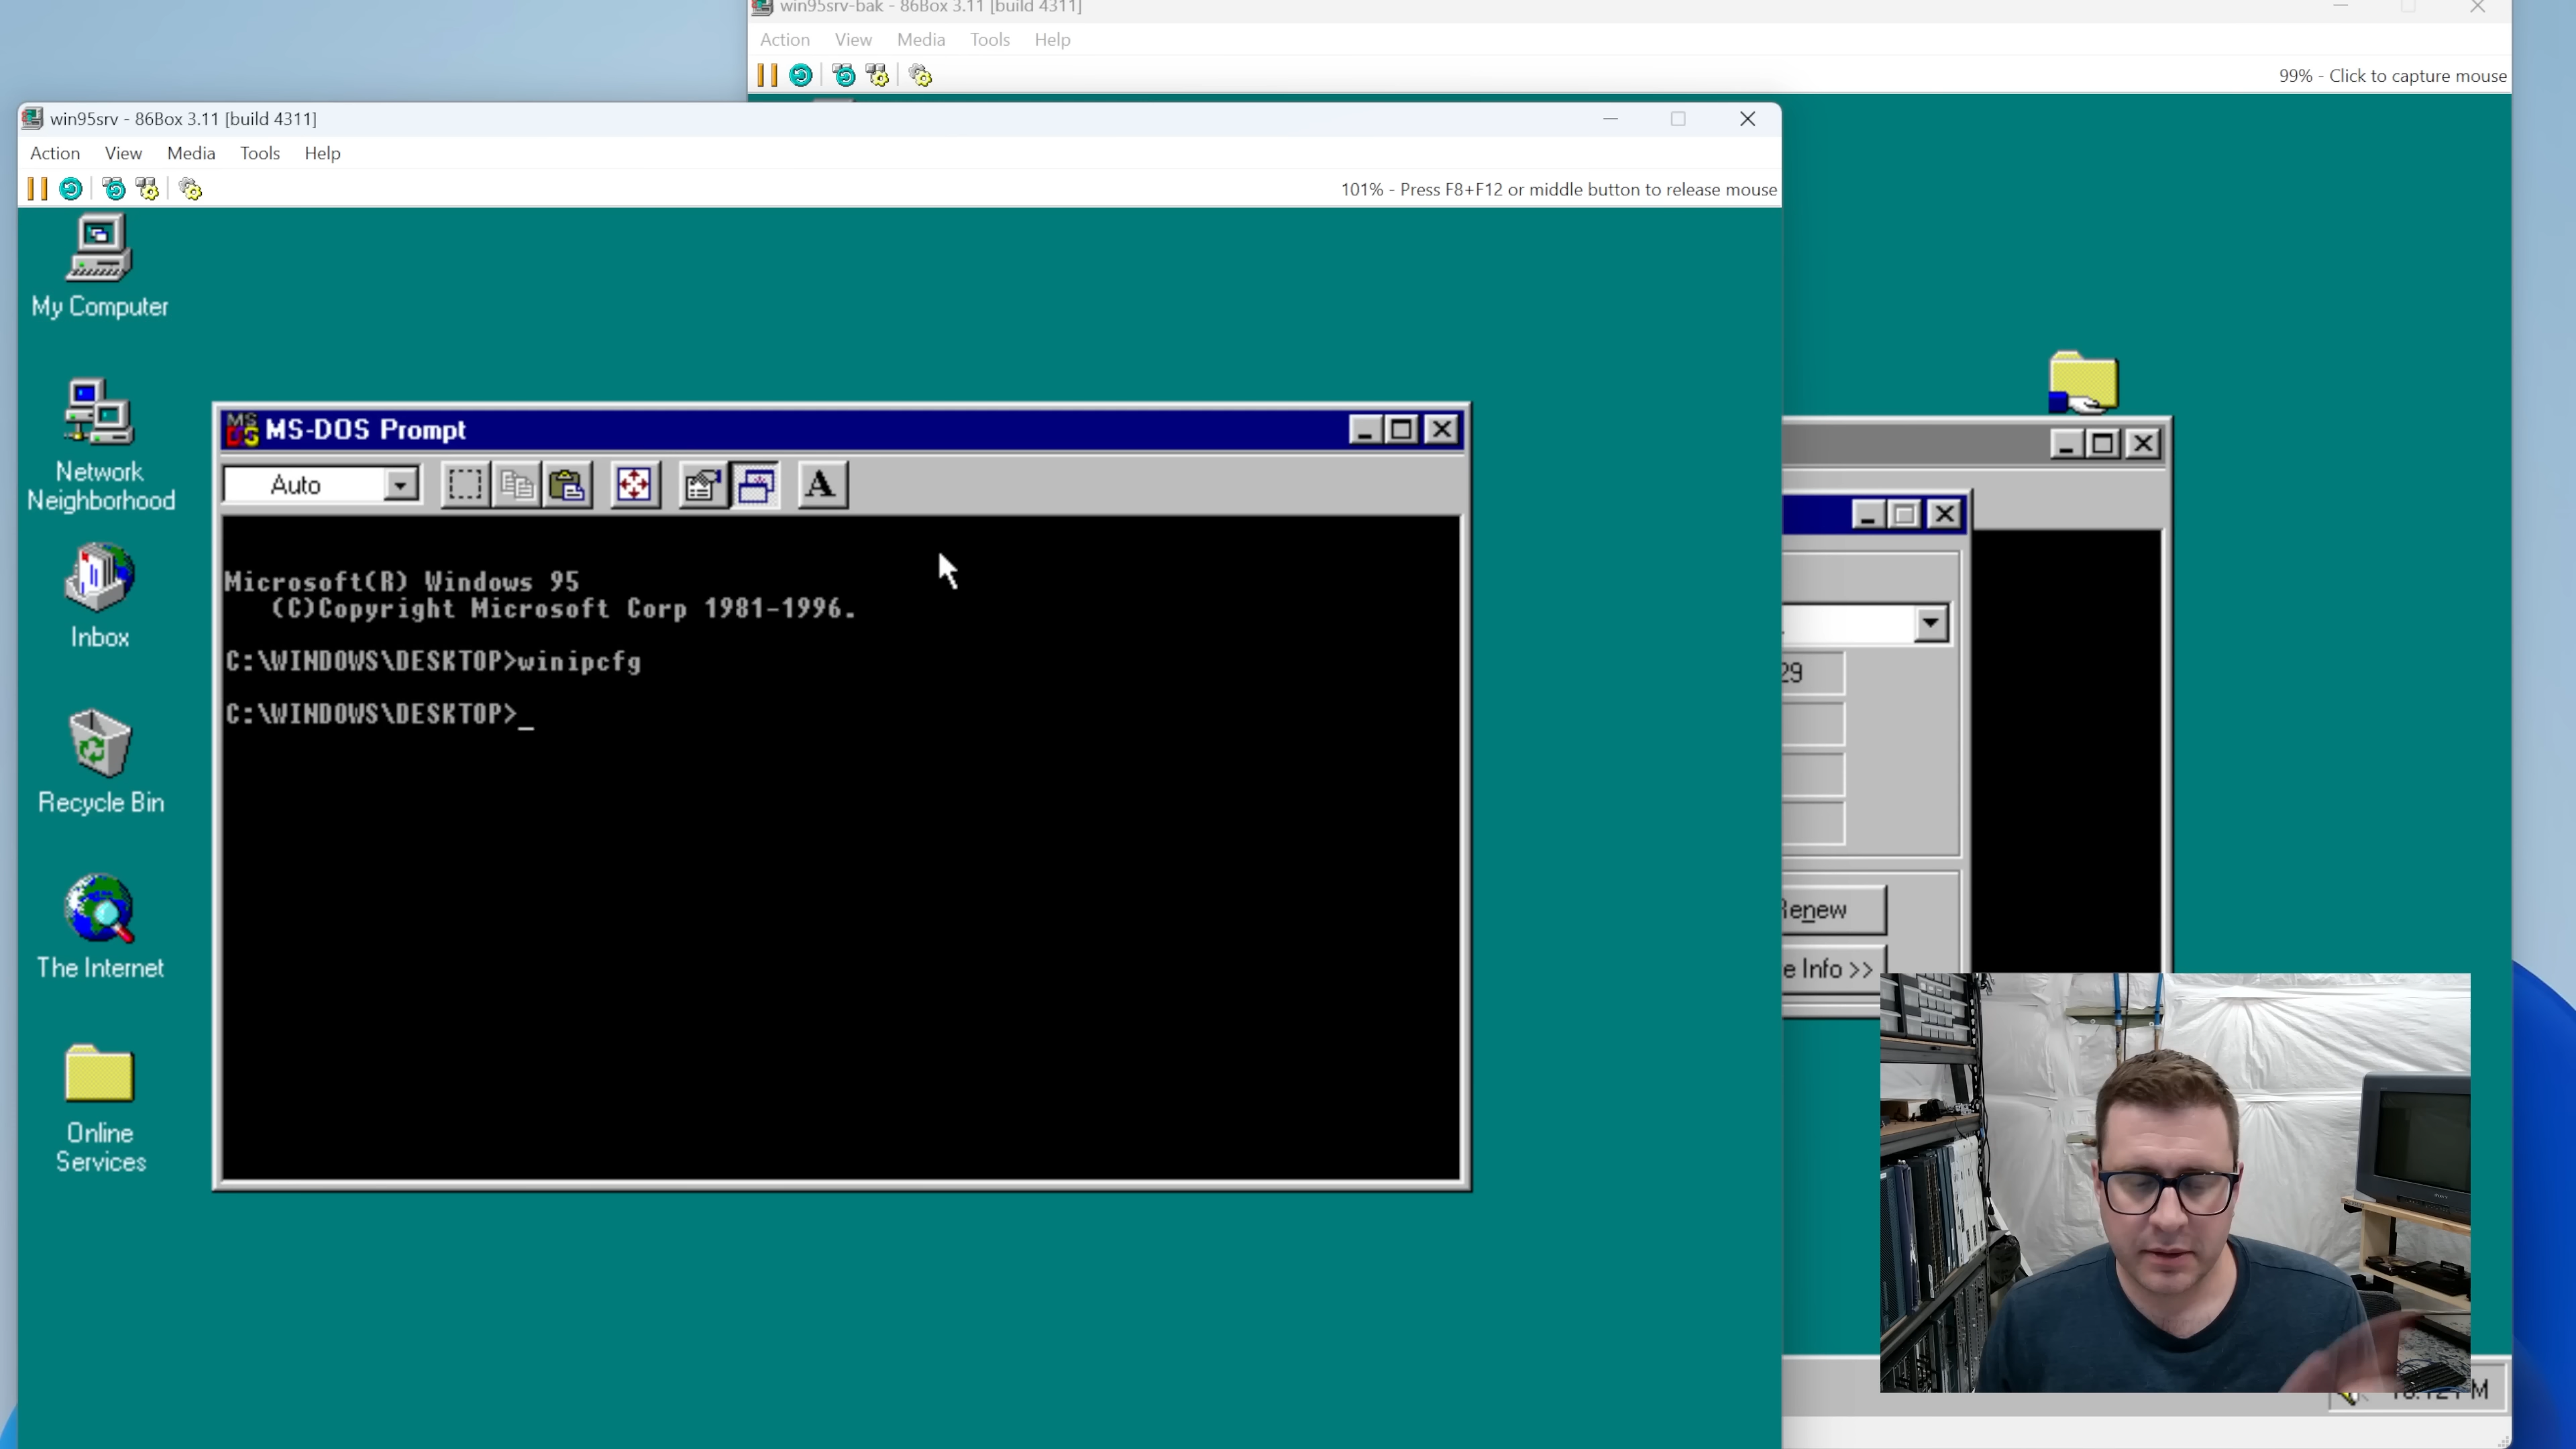 win95srv-bak - 86Box 3.11 [build 4311]
Action View Media Tools Help
99% - Click to capture mouse
win95srv - 86Box 3.11 [build 4311]
Action View Media Tools Help
101% - Press F8+F12 or middle button to release mouse
My Computer
Network
Neighborhood
Inbox
Recycle Bin
The Internet
Online
Services
MS-DOS Prompt
Auto
A
Microsoft(R) Windows 95
(C)Copyright Microsoft Corp 1981-1996.
C:\WINDOWS\DESKTOP>winipcfg
C:\WINDOWS\DESKTOP>_
29
Renew
e Info >>